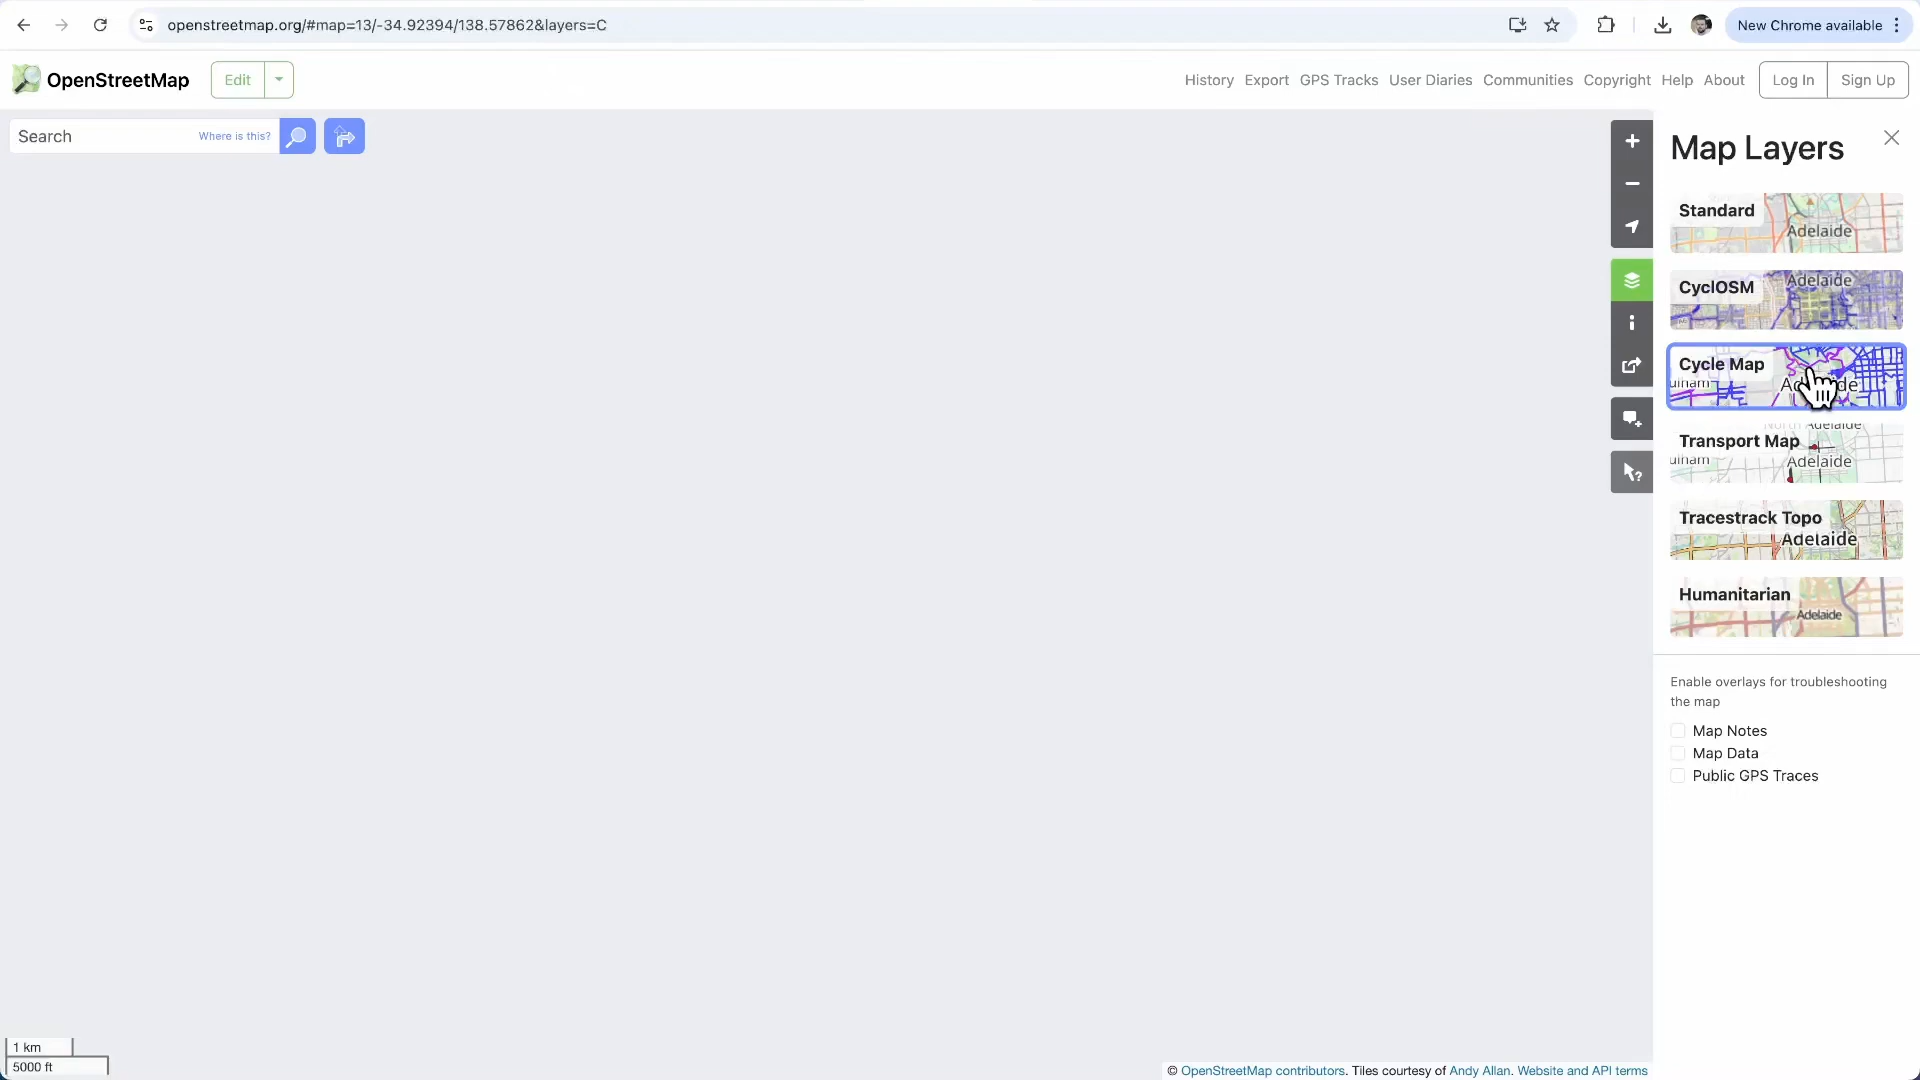 openstreetmap.org/#map=13/-34.92394/138.57862&layers=C
New Chrome available
OpenStreetMap
Edit
History
Export
GPS Tracks
User Diaries
Communities
Copyright
Help
About
Log In
Sign Up
Search
Where is this?
Map Layers
Standard
Adelaide
CyclOSM
Adelaide
Cycle Map
Transport Map
North Adelaide
Adelaide
Tracestrack Topo
Adelaide
Humanitarian
Adelaide
Enable overlays for troubleshooting
the map
Map Notes
Map Data
Public GPS Traces
1 km
5000 ft
© OpenStreetMap contributors. Tiles courtesy of Andy Allan. Website and API terms